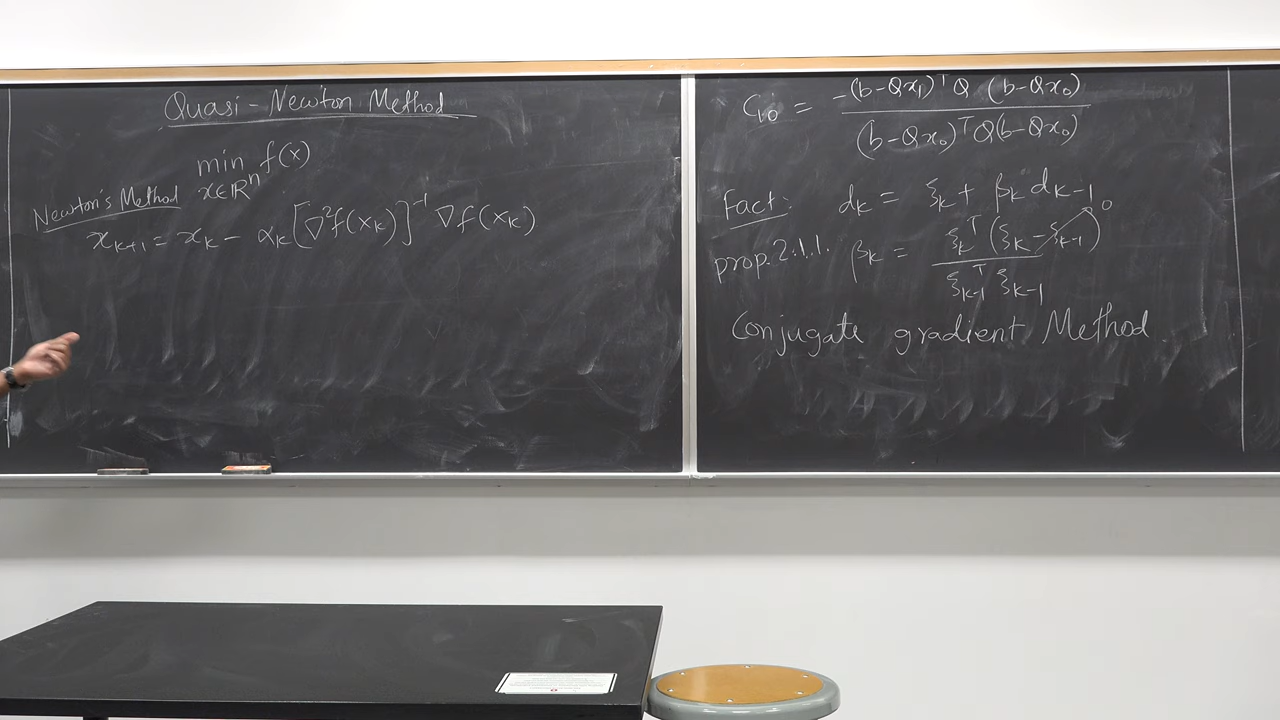 Quasi-Newton Method
min f(x)
x∈ℝⁿ
Newton's Method
x_{k+1} = x_k - α_k [∇²f(x_k)]⁻¹ ∇f(x_k)
C_{10} = -(b-Qx_1)ᵀQ (b-Qx_0) / (b-Qx_0)ᵀQ(b-Qx_0)
Fact: d_k = ξ_k + β_k d_{k-1}
prop. 2.1.1. β_k = ξ_kᵀ(ξ_k - ξ_{k-1}) / ξ_{k-1}ᵀ ξ_{k-1}
0
Conjugate gradient Method.